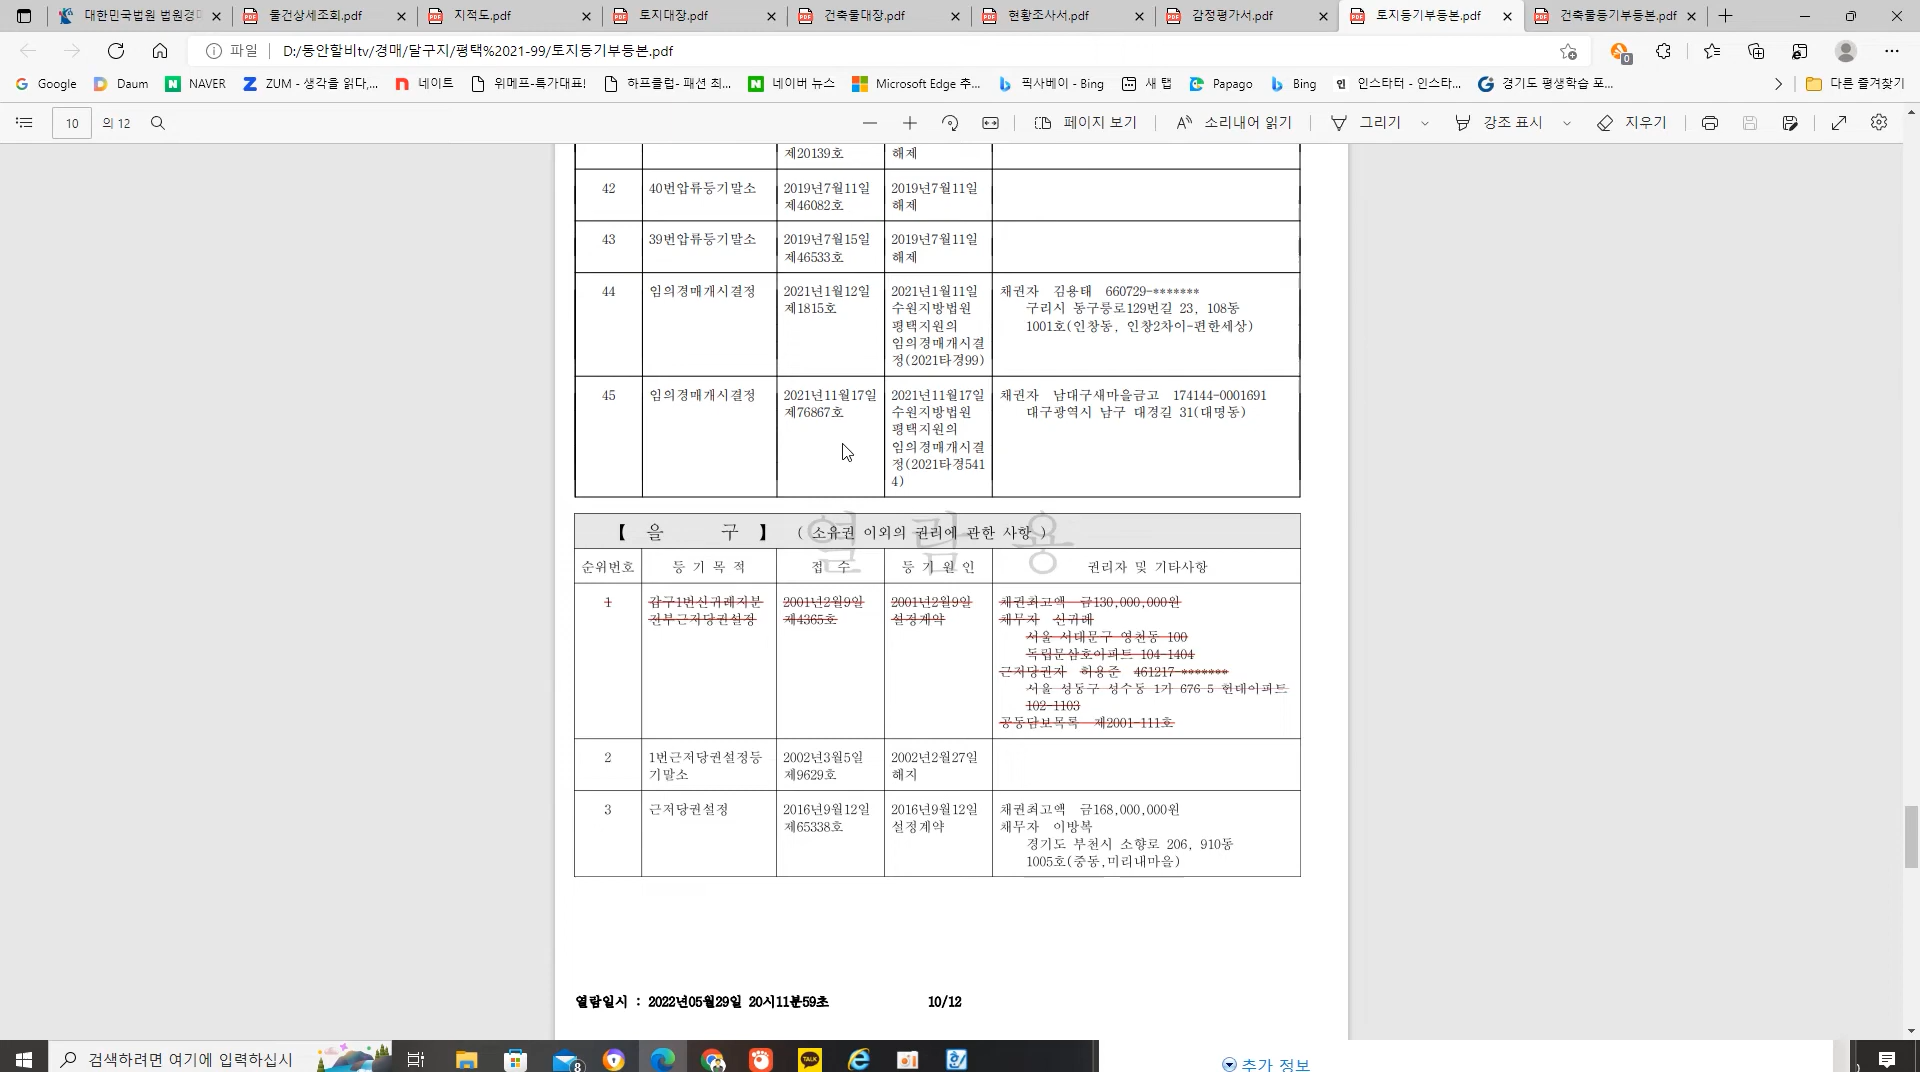 대한민국법원 법원경매
물건상세조회.pdf
지적도.pdf
토지대장.pdf
건축물대장.pdf
현황조사서.pdf
감정평가서.pdf
토지등기부등본.pdf
건축물등기부등본.pdf
파일 D:/동안할비tv/경매/달구지/평택%2021-99/토지등기부등본.pdf
Google Daum NAVER ZUM - 생각을 읽다,... 네이트 위메프-특가대표! 하프클럽- 패션 최... 네이버 뉴스 Microsoft Edge 추... 픽사베이 - Bing 새 탭 Papago Bing 인스타터 - 인스타... 경기도 평생학습 포... 다른 즐겨찾기
10 의 12 페이지 보기 소리내어 읽기 그리기 강조 표시 지우기
제20139호 해제
42 40번압류등기말소 2019년7월11일 2019년7월11일
제46082호 해제
43 39번압류등기말소 2019년7월15일 2019년7월11일
제46533호 해제
44 임의경매개시결정 2021년1월12일 2021년1월11일 채권자 김용태 660729-*******
제1815호 수원지방법원 구리시 동구릉로129번길 23, 108동
평택지원의 1001호(인창동, 인창2차이-편한세상)
임의경매개시결
정(2021타경99)
45 임의경매개시결정 2021년11월17일 2021년11월17일 채권자 남대구새마을금고 174144-0001691
제76867호 수원지방법원 대구광역시 남구 대경길 31(대명동)
평택지원의
임의경매개시결
정(2021타경541
4)
【 을 구 】 ( 소유권 이외의 권리에 관한 사항 )
열 람 용
순위번호 등 기 목 적 접 수 등 기 원 인 권리자 및 기타사항
1 갑구1번신귀례지분 2001년2월9일 2001년2월9일 채권최고액 금130,000,000원
전부근저당권설정 제4365호 설정계약 채무자 신귀례
서울 서대문구 영천동 100
독립문삼호아파트 104-1404
근저당권자 허용준 461217-*******
서울 성동구 성수동 1가 676-5 현대아파트
102-1103
공동담보목록 제2001-111호
2 1번근저당권설정등 2002년3월5일 2002년2월27일
기말소 제9629호 해지
3 근저당권설정 2016년9월12일 2016년9월12일 채권최고액 금168,000,000원
제65338호 설정계약 채무자 이방복
경기도 부천시 소향로 206, 910동
1005호(중동,미리내마을)
열람일시 : 2022년05월29일 20시11분59초 10/12
검색하려면 여기에 입력하십시
8
TALK
추가 정보